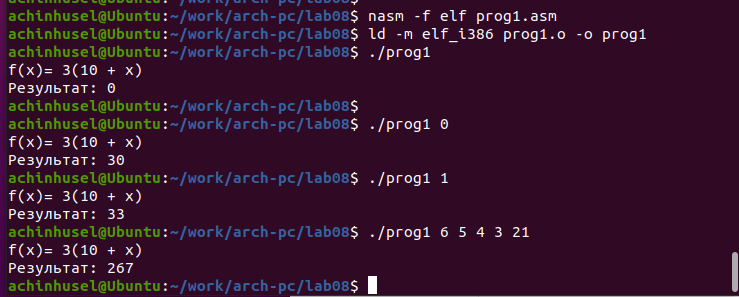 achinhusel@Ubuntu:~/work/arch-pc/lab08$ nasm -f elf prog1.asm
achinhusel@Ubuntu:~/work/arch-pc/lab08$ ld -m elf_i386 prog1.o -o prog1
achinhusel@Ubuntu:~/work/arch-pc/lab08$ ./prog1
f(x)= 3(10 + x)
Результат: 0
achinhusel@Ubuntu:~/work/arch-pc/lab08$
achinhusel@Ubuntu:~/work/arch-pc/lab08$ ./prog1 0
f(x)= 3(10 + x)
Результат: 30
achinhusel@Ubuntu:~/work/arch-pc/lab08$ ./prog1 1
f(x)= 3(10 + x)
Результат: 33
achinhusel@Ubuntu:~/work/arch-pc/lab08$ ./prog1 6 5 4 3 21
f(x)= 3(10 + x)
Результат: 267
achinhusel@Ubuntu:~/work/arch-pc/lab08$